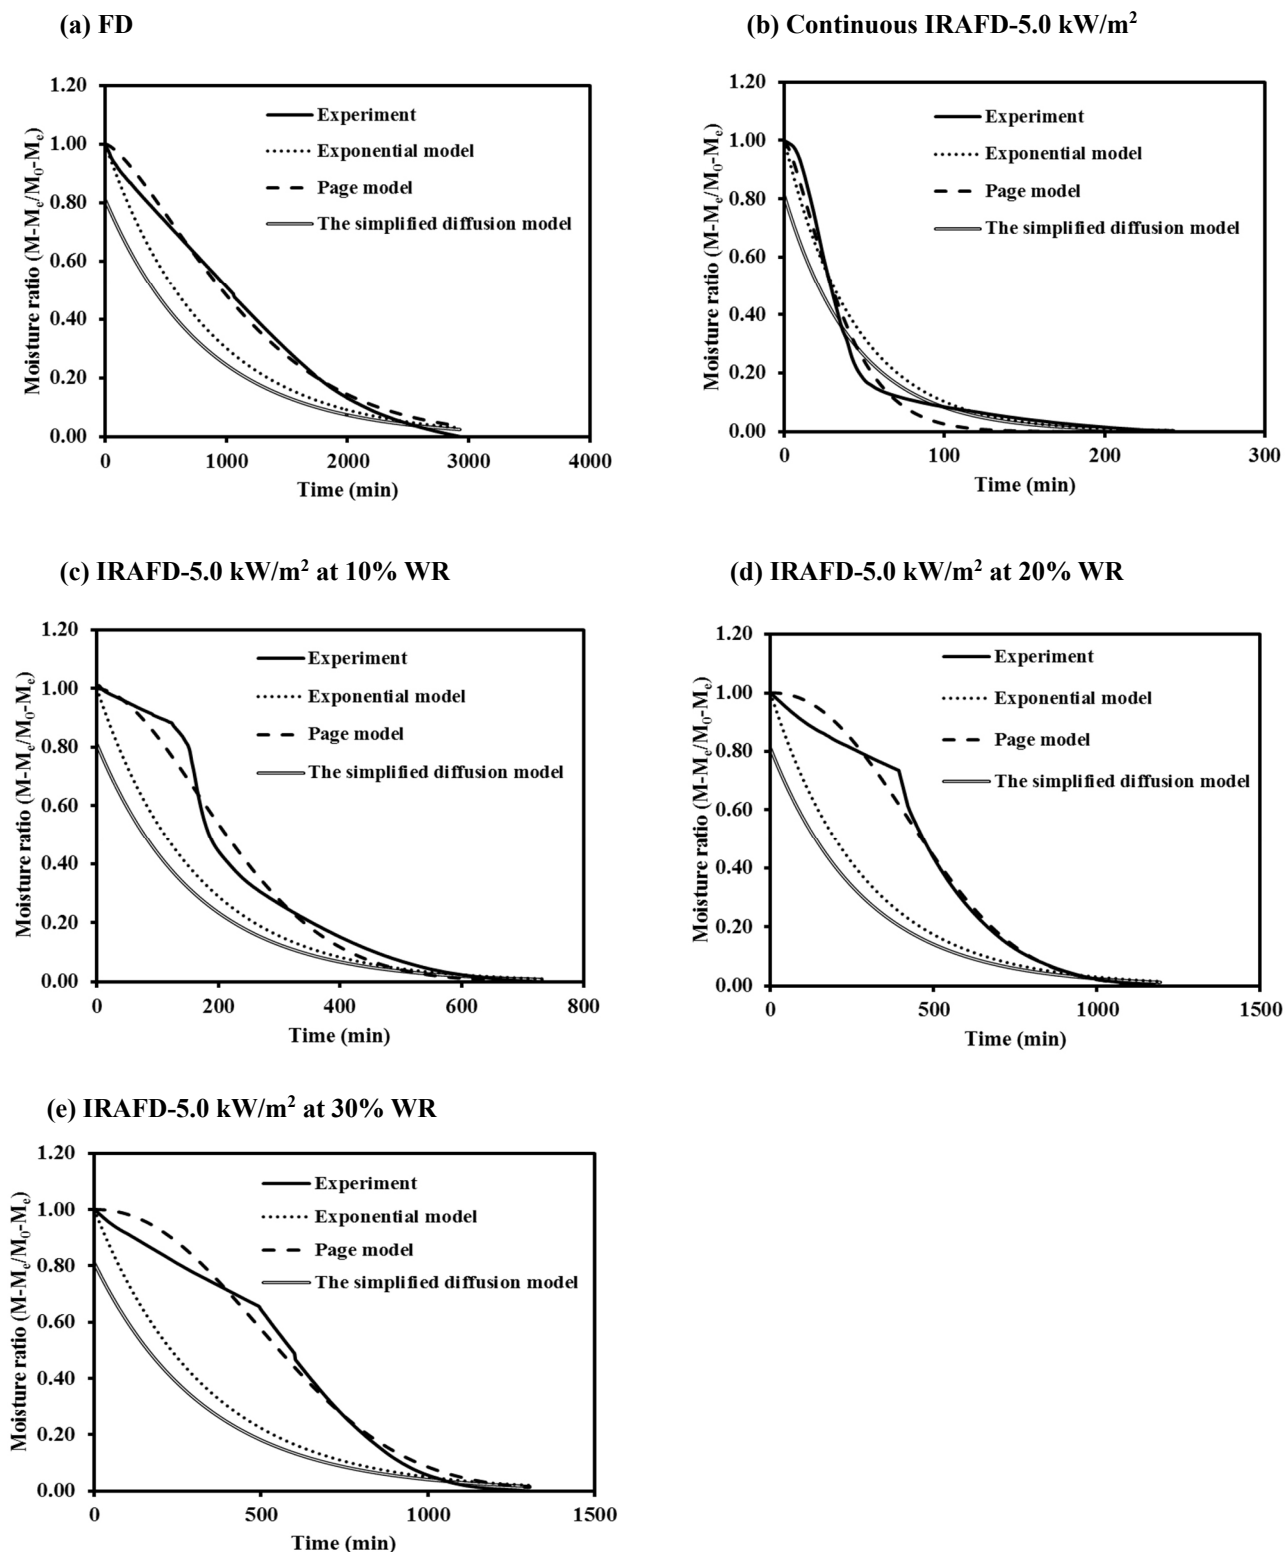 (a) FD
1.20
1.00
0.80
0.60
0.40
0.20
0.00
Moisture ratio (M-Me/M0-Me)
Experiment
Exponential model
Page model
The simplified diffusion model
0 1000 2000 3000 4000
Time (min)
(b) Continuous IRAFD-5.0 kW/m²
1.20
1.00
0.80
0.60
0.40
0.20
0.00
Moisture ratio (M-Me/M0-Me)
Experiment
Exponential model
Page model
The simplified diffusion model
0 100 200 300
Time (min)
(c) IRAFD-5.0 kW/m² at 10% WR
1.20
1.00
0.80
0.60
0.40
0.20
0.00
Moisture ratio (M-Me/M0-Me)
Experiment
Exponential model
Page model
The simplified diffusion model
0 200 400 600 800
Time (min)
(d) IRAFD-5.0 kW/m² at 20% WR
1.20
1.00
0.80
0.60
0.40
0.20
0.00
Moisture ratio (M-Me/M0-Me)
Experiment
Exponential model
Page model
The simplified diffusion model
0 500 1000 1500
Time (min)
(e) IRAFD-5.0 kW/m² at 30% WR
1.20
1.00
0.80
0.60
0.40
0.20
0.00
Moisture ratio (M-Me/M0-Me)
Experiment
Exponential model
Page model
The simplified diffusion model
0 500 1000 1500
Time (min)